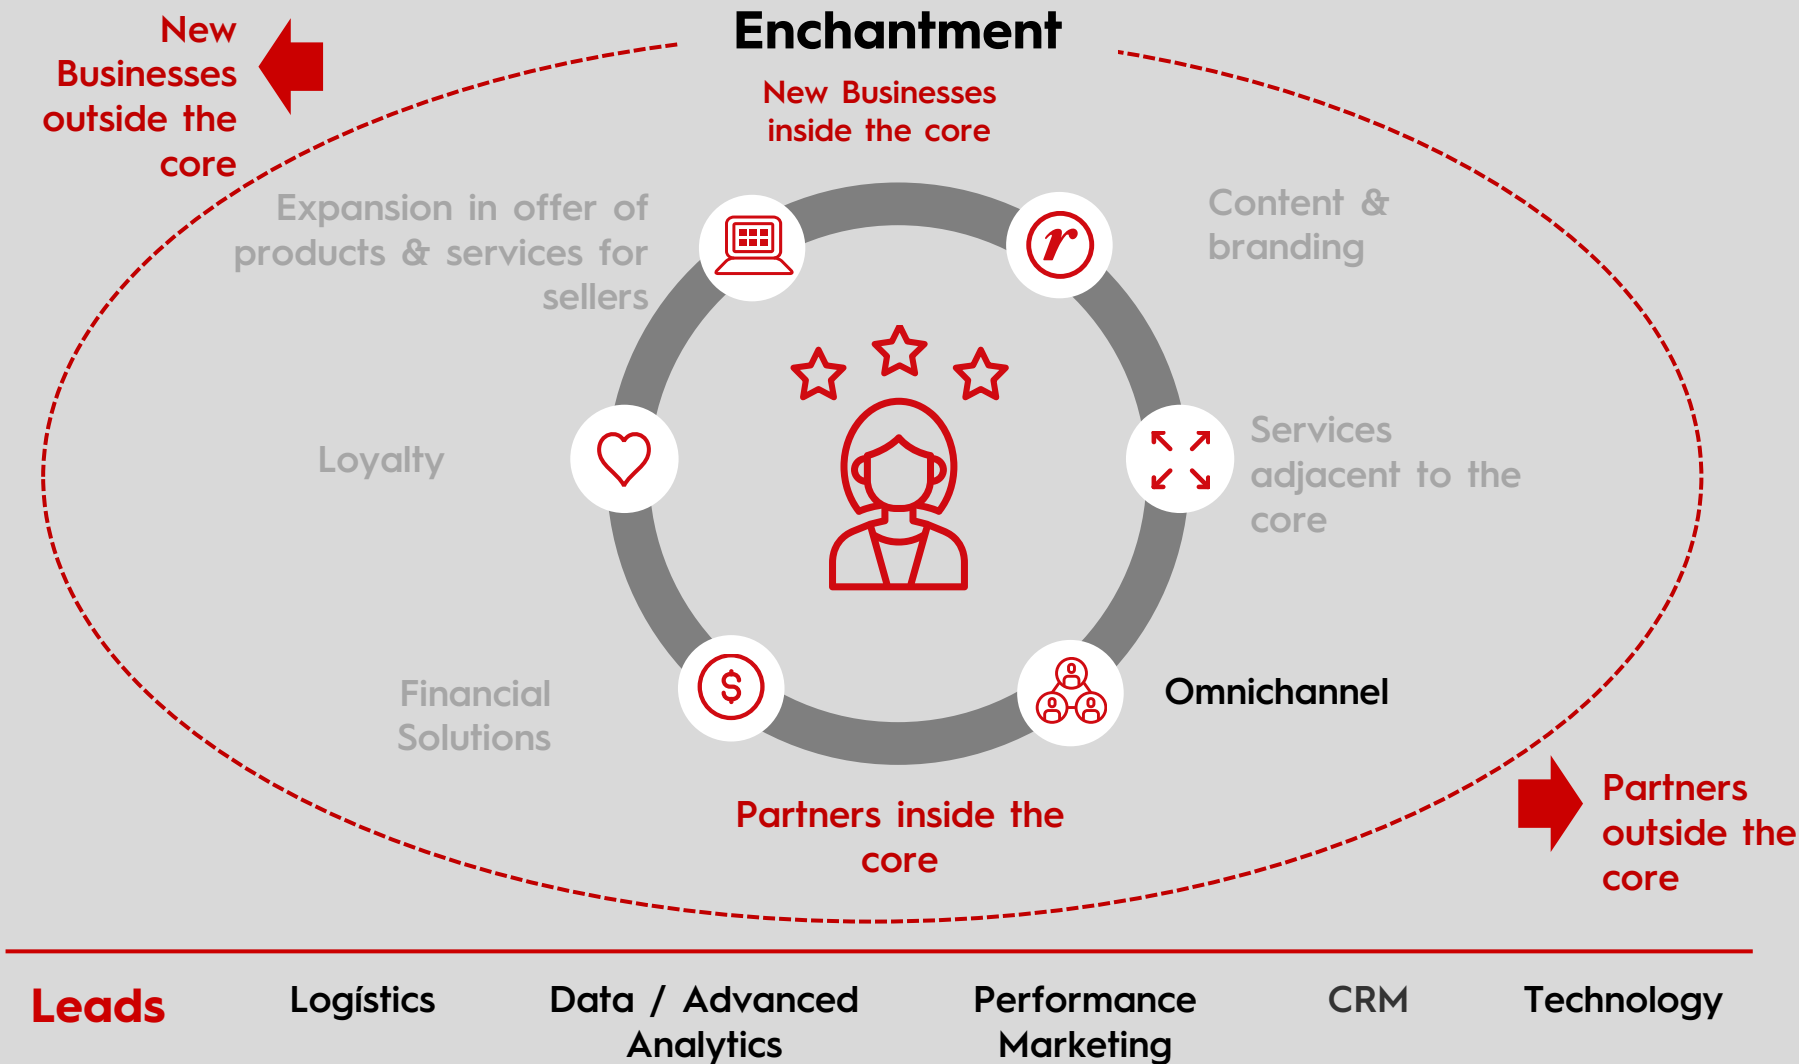 Enchantment
New
Businesses
outside the
core
New Businesses
inside the core
Expansion in offer of
products & services for
sellers
Content &
branding
r
Loyalty
Services
adjacent to the
core
Financial
Solutions
$
Omnichannel
Partners inside the
core
Partners
outside the
core
Leads
Logístics
Data / Advanced
Analytics
Performance
Marketing
CRM
Technology